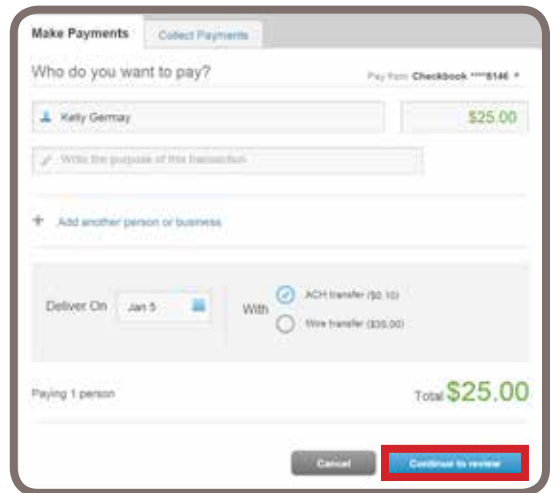 Make Payments Collect Payments
Who do you want to pay? Pay from Checkbook ****8146
Kelly Germay $25.00
Write the purpose of this transaction
+ Add another person or business
Deliver On Jan 5 With ACH transfer ($0.10)
Wire transfer ($35.00)
Paying 1 person Total $25.00
Cancel Continue to review